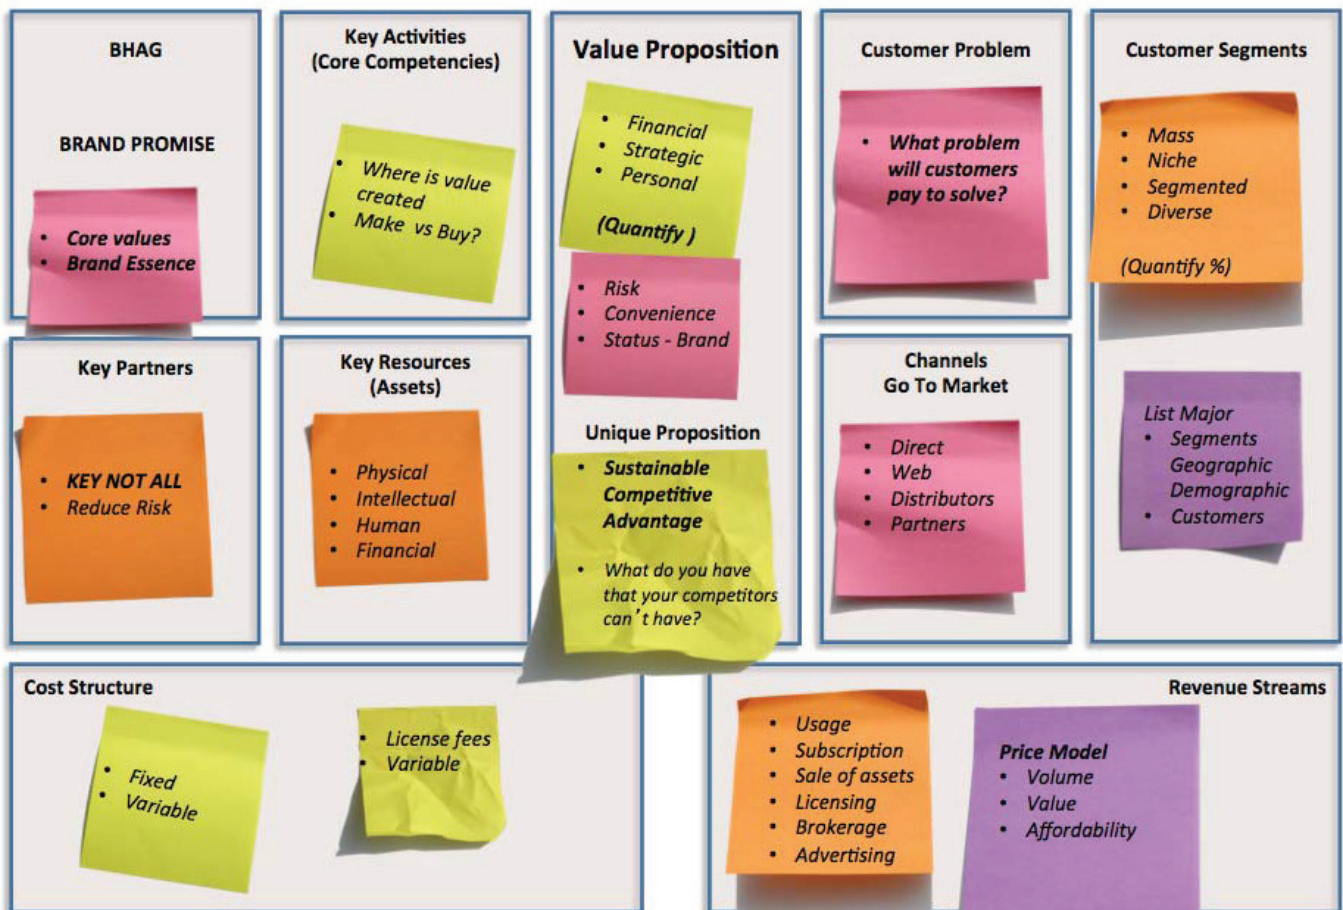 BHAG
BRAND PROMISE
• Core values
• Brand Essence
Key Activities
(Core Competencies)
• Where is value
created
• Make vs Buy?
Value Proposition
• Financial
• Strategic
• Personal
(Quantify )
• Risk
• Convenience
• Status - Brand
Unique Proposition
• Sustainable
Competitive
Advantage
• What do you have
that your competitors
can't have?
Customer Problem
• What problem
will customers
pay to solve?
Customer Segments
• Mass
• Niche
• Segmented
• Diverse
(Quantify %)
List Major
• Segments
Geographic
Demographic
• Customers
Key Partners
• KEY NOT ALL
• Reduce Risk
Key Resources
(Assets)
• Physical
• Intellectual
• Human
• Financial
Channels
Go To Market
• Direct
• Web
• Distributors
• Partners
Cost Structure
• Fixed
• Variable
• License fees
• Variable
Revenue Streams
• Usage
• Subscription
• Sale of assets
• Licensing
• Brokerage
• Advertising
Price Model
• Volume
• Value
• Affordability